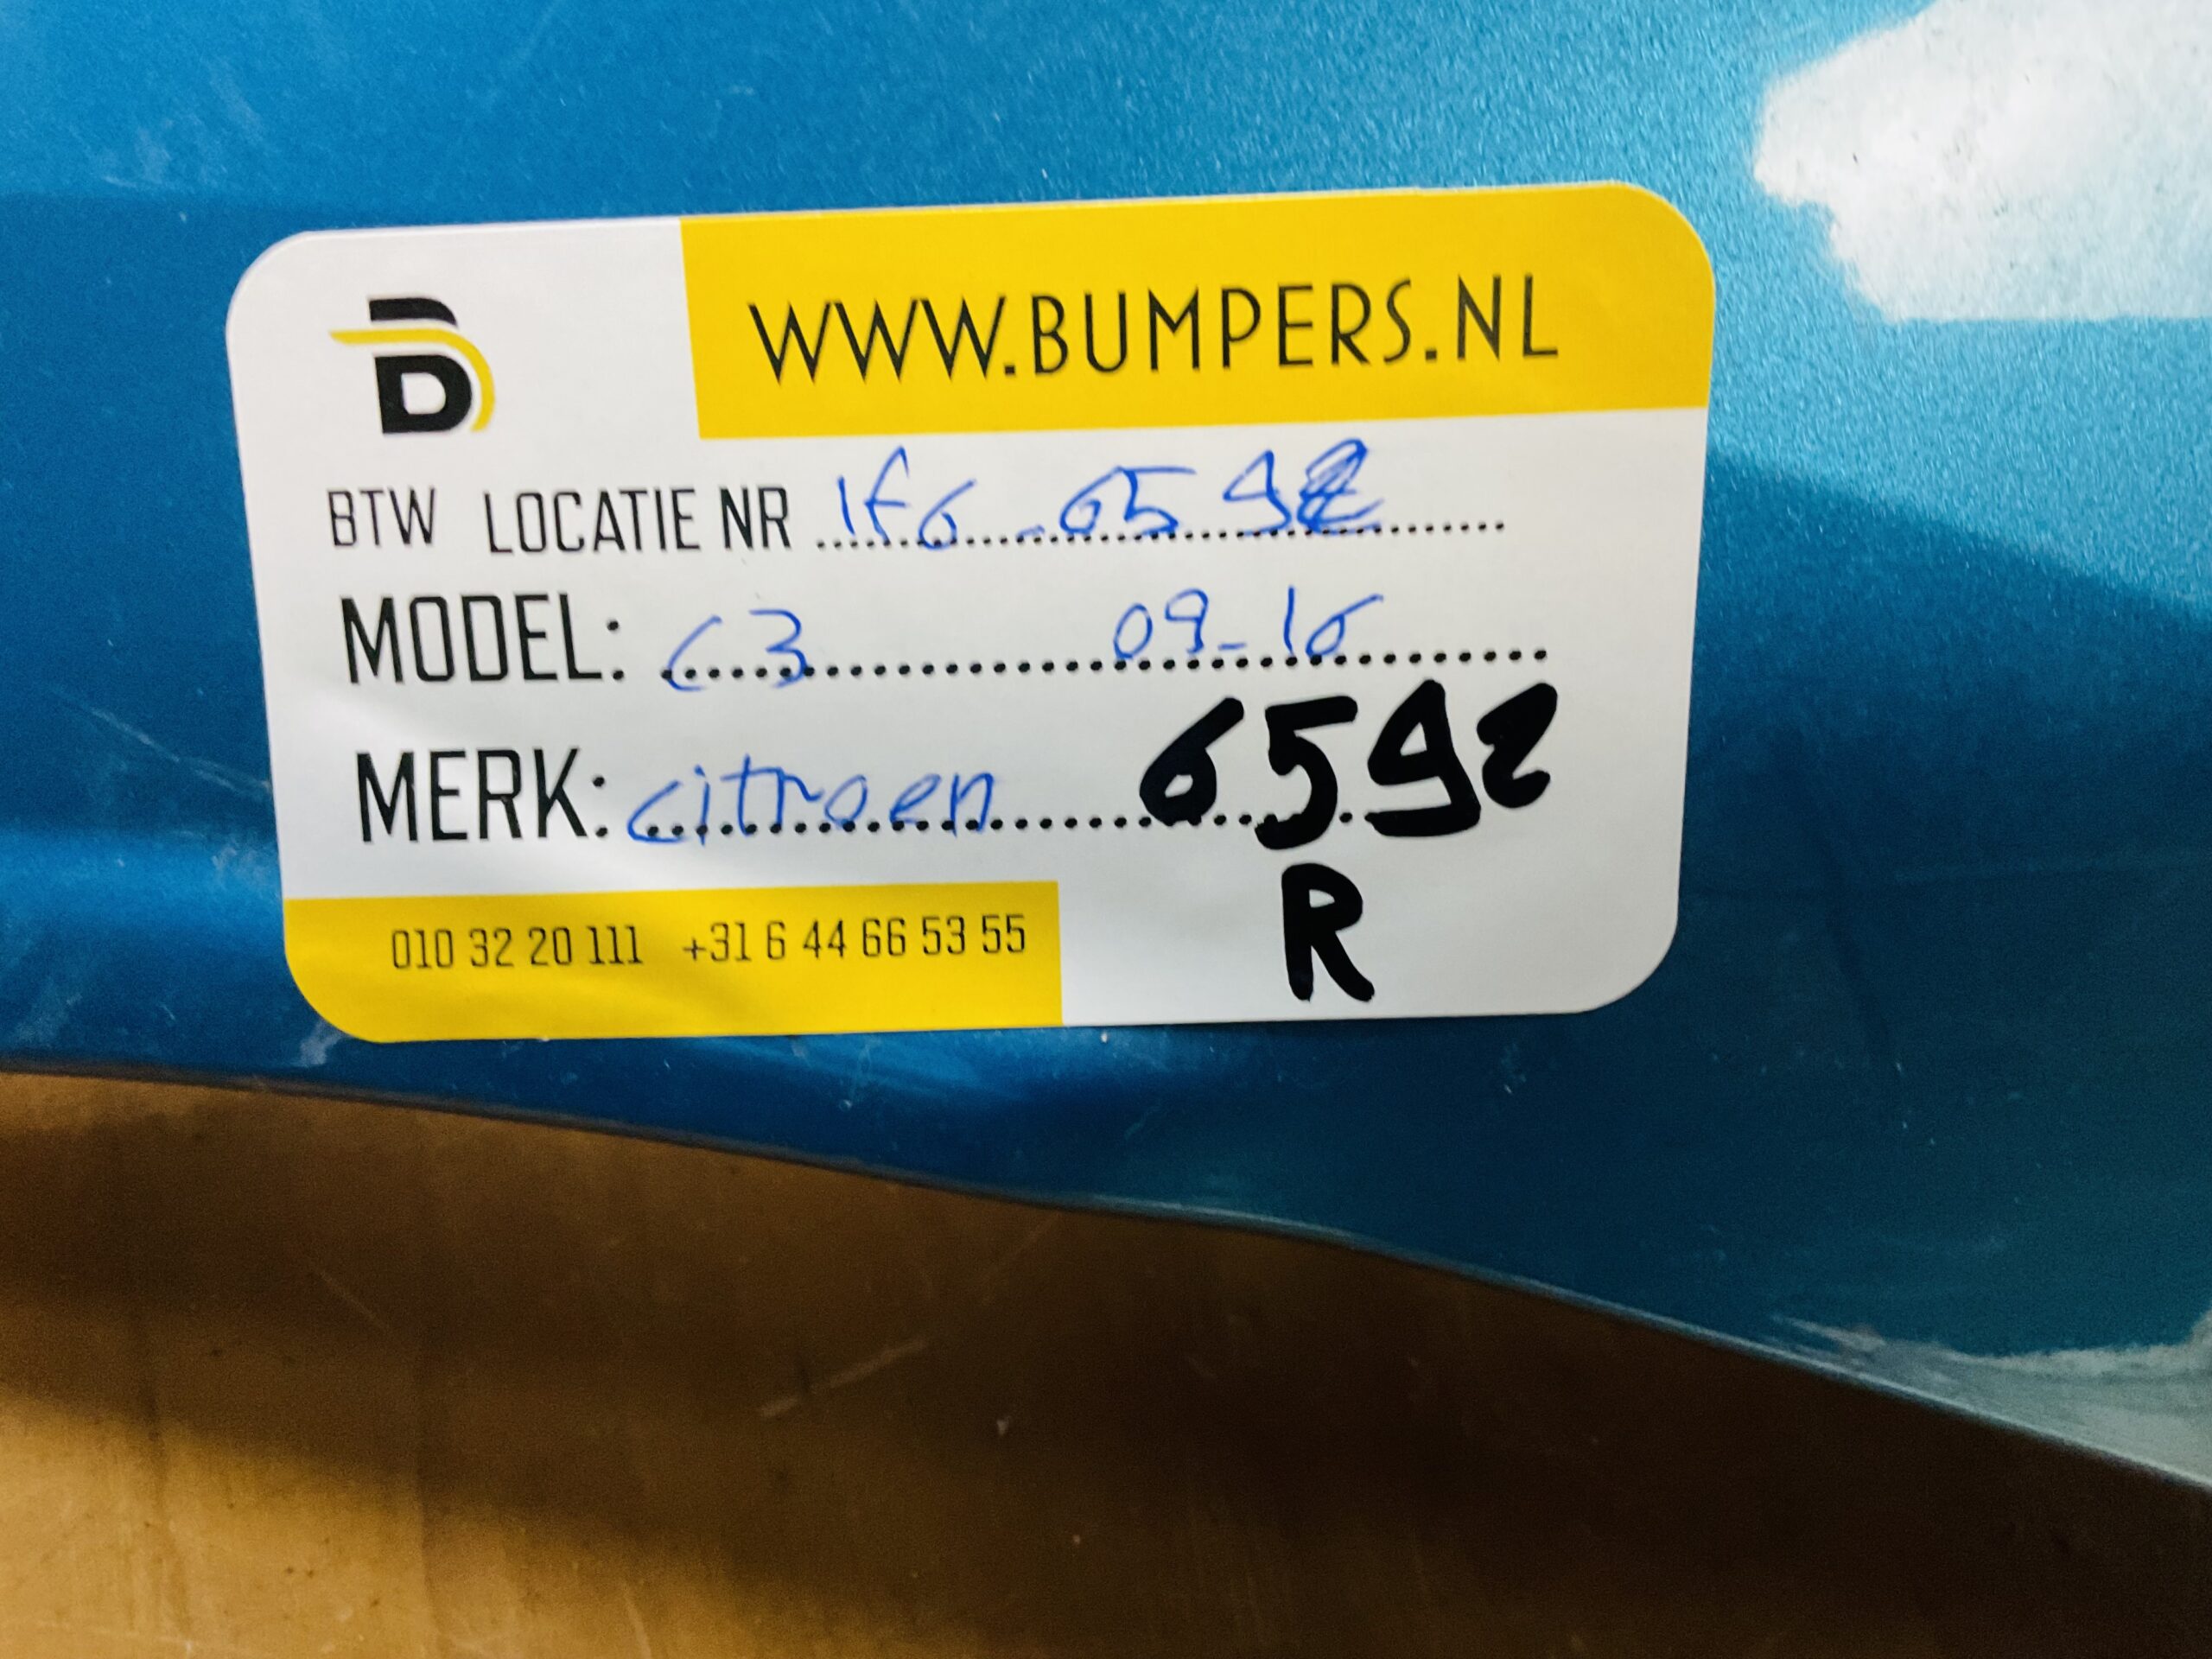 B
WWW.BUMPERS.NL
BTW LOCATIE NR 1f6-6592
MODEL: C3 09-16
MERK: citroen 6592
R
010 32 20 111 +31 6 44 66 53 55